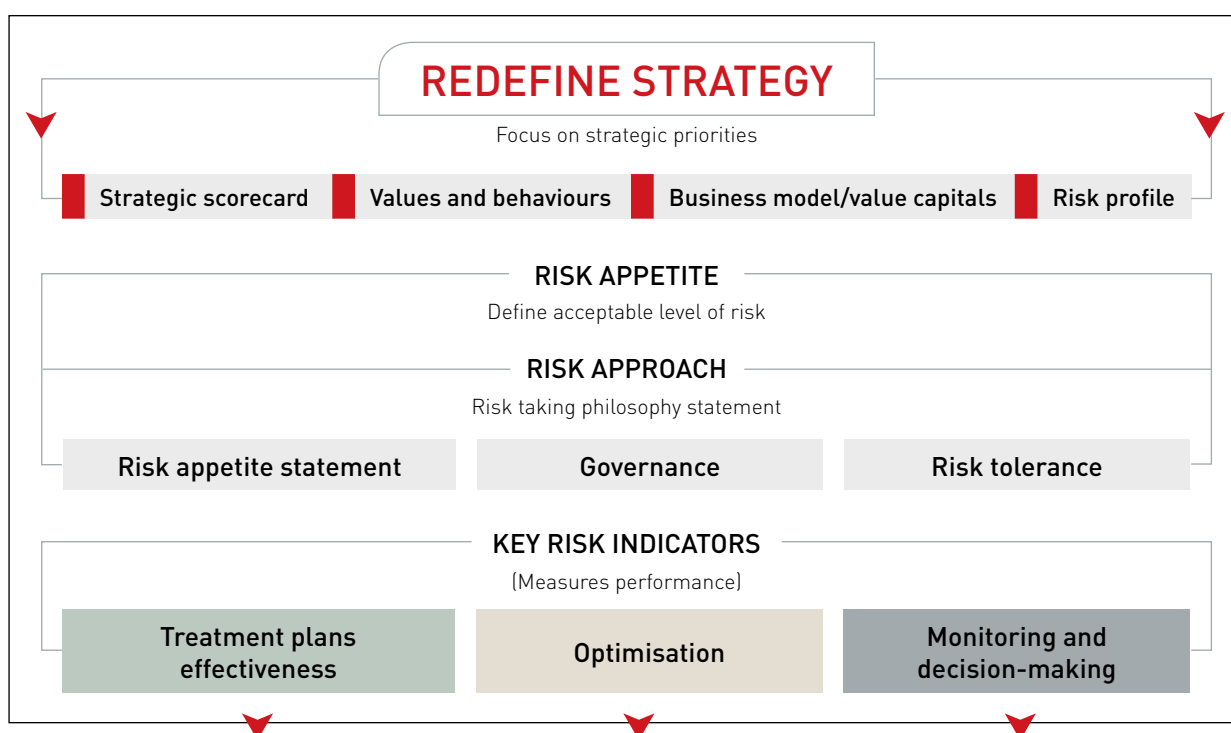 REDEFINE STRATEGY
Focus on strategic priorities
Strategic scorecard Values and behaviours Business model/value capitals Risk profile
RISK APPETITE
Define acceptable level of risk
RISK APPROACH
Risk taking philosophy statement
Risk appetite statement Governance Risk tolerance
KEY RISK INDICATORS
(Measures performance)
Treatment plans
effectiveness
Optimisation
Monitoring and
decision-making